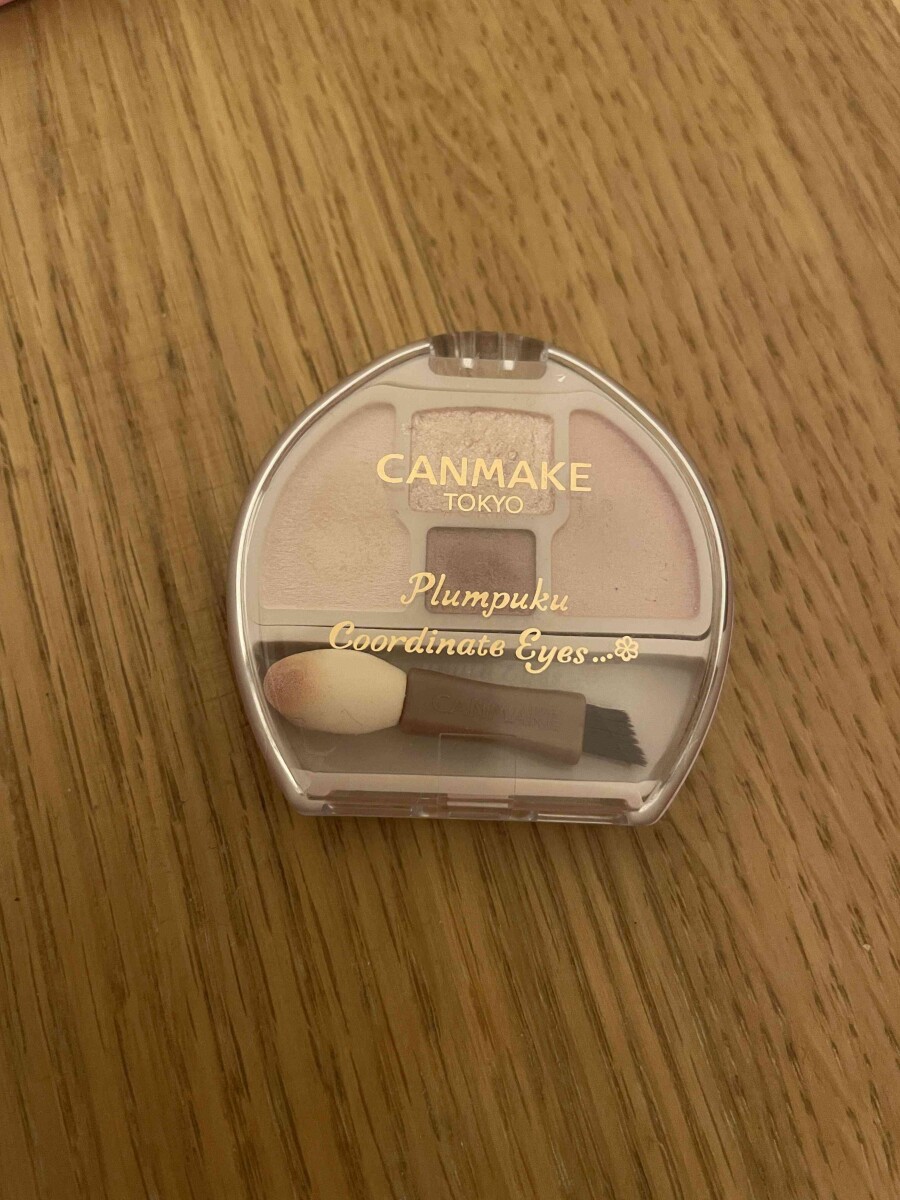 CANMAKE
TOKYO
Plumpuku
Coordinate Eyes...